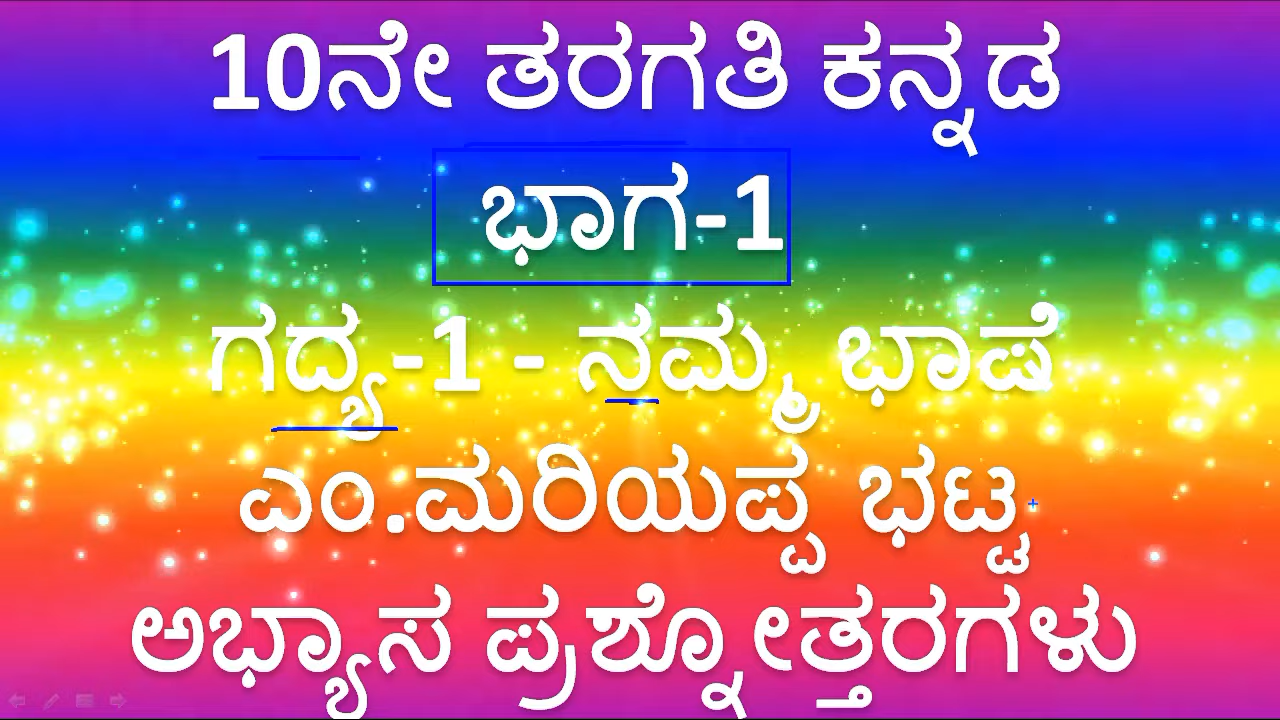 10ನೇ ತರಗತಿ ಕನ್ನಡ
ಭಾಗ-1
ಗದ್ಯ-1 - ನಮ್ಮ ಭಾಷೆ
ಎಂ.ಮರಿಯಪ್ಪ ಭಟ್ಟ
ಅಭ್ಯಾಸ ಪ್ರಶ್ನೋತ್ತರಗಳು